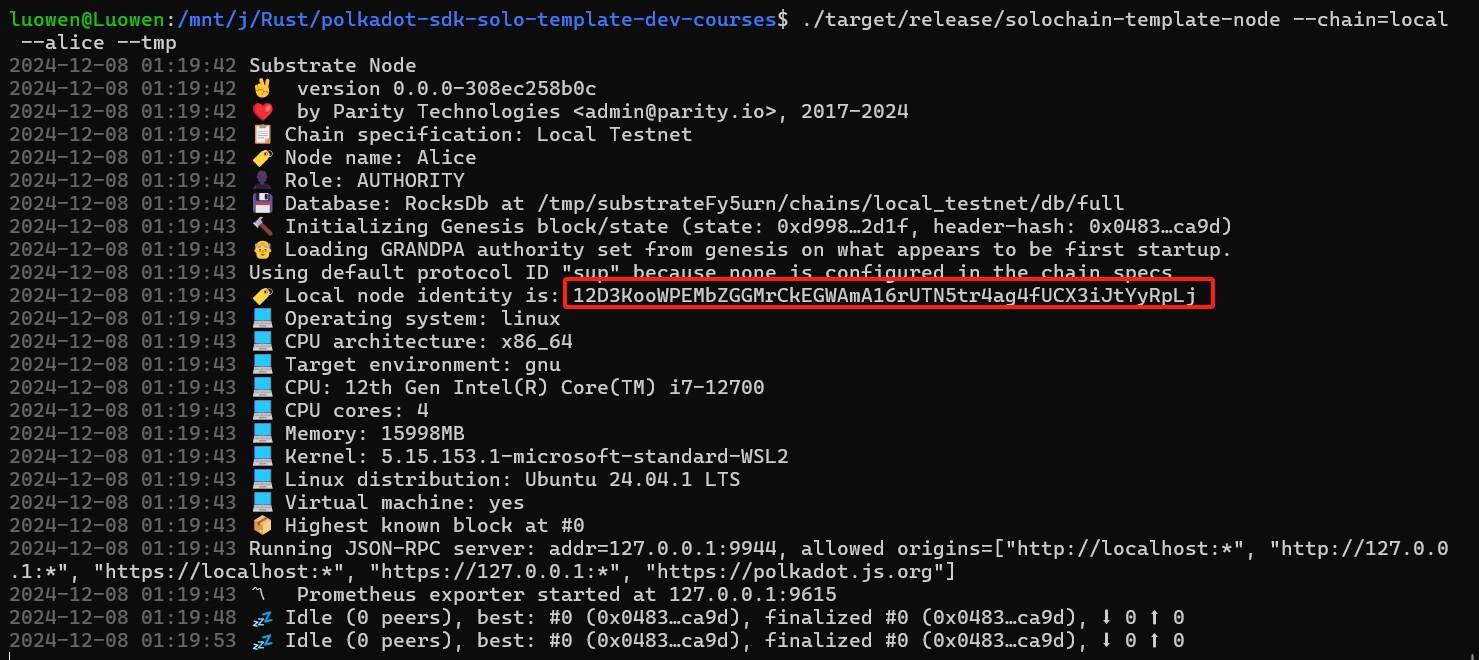 luowen@Luowen:/mnt/j/Rust/polkadot-sdk-solo-template-dev-courses$ ./target/release/solochain-template-node --chain=local
--alice --tmp
2024-12-08 01:19:42 Substrate Node
2024-12-08 01:19:42 ✌️ version 0.0.0-308ec258b0c
2024-12-08 01:19:42 ❤️ by Parity Technologies <admin@parity.io>, 2017-2024
2024-12-08 01:19:42 📋 Chain specification: Local Testnet
2024-12-08 01:19:42 🏷 Node name: Alice
2024-12-08 01:19:42 👤 Role: AUTHORITY
2024-12-08 01:19:42 💾 Database: RocksDb at /tmp/substrateFy5urn/chains/local_testnet/db/full
2024-12-08 01:19:42 🔨 Initializing Genesis block/state (state: 0xd998…2d1f, header-hash: 0x0483…ca9d)
2024-12-08 01:19:42 👴 Loading GRANDPA authority set from genesis on what appears to be first startup.
2024-12-08 01:19:43 Using default protocol ID "sup" because none is configured in the chain specs
2024-12-08 01:19:43 🏷 Local node identity is: 12D3KooWPEMbZGGMrCkEGWAmA16rUTN5tr4ag4fUCX3iJtYyRpLj
2024-12-08 01:19:43 💻 Operating system: linux
2024-12-08 01:19:43 💻 CPU architecture: x86_64
2024-12-08 01:19:43 💻 Target environment: gnu
2024-12-08 01:19:43 💻 CPU: 12th Gen Intel(R) Core(TM) i7-12700
2024-12-08 01:19:43 💻 CPU cores: 4
2024-12-08 01:19:43 💻 Memory: 15998MB
2024-12-08 01:19:43 💻 Kernel: 5.15.153.1-microsoft-standard-WSL2
2024-12-08 01:19:43 💻 Linux distribution: Ubuntu 24.04.1 LTS
2024-12-08 01:19:43 💻 Virtual machine: yes
2024-12-08 01:19:43 📦 Highest known block at #0
2024-12-08 01:19:43 Running JSON-RPC server: addr=127.0.0.1:9944, allowed origins=["http://localhost:*", "http://127.0.0
.1:*", "https://localhost:*", "https://127.0.0.1:*", "https://polkadot.js.org"]
2024-12-08 01:19:43 〽️ Prometheus exporter started at 127.0.0.1:9615
2024-12-08 01:19:48 💤 Idle (0 peers), best: #0 (0x0483…ca9d), finalized #0 (0x0483…ca9d), ⬇ 0 ⬆ 0
2024-12-08 01:19:53 💤 Idle (0 peers), best: #0 (0x0483…ca9d), finalized #0 (0x0483…ca9d), ⬇ 0 ⬆ 0